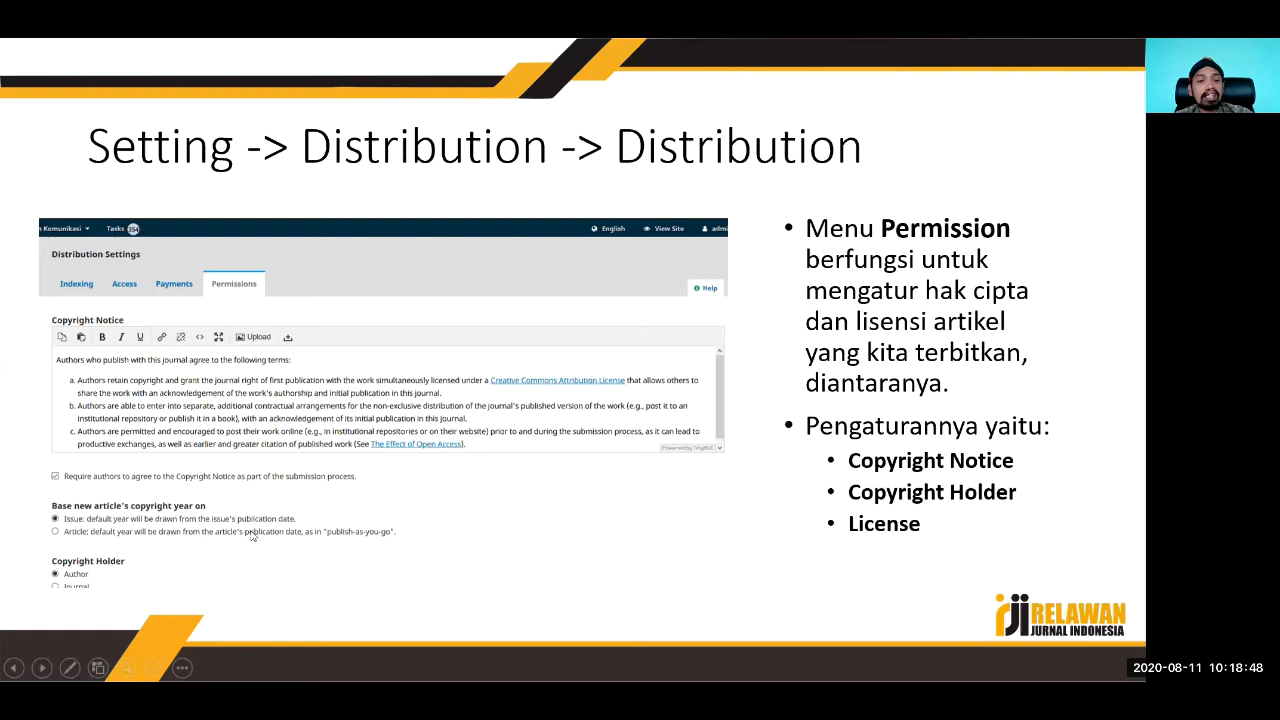 Setting -> Distribution -> Distribution
Komunikasi
Tasks
354
English
View Site
admi
Distribution Settings
Indexing
Access
Payments
Permissions
Help
Copyright Notice
Upload
Authors who publish with this journal agree to the following terms:
a. Authors retain copyright and grant the journal right of first publication with the work simultaneously licensed under a Creative Commons Attribution License that allows others to
share the work with an acknowledgement of the work's authorship and initial publication in this journal.
b. Authors are able to enter into separate, additional contractual arrangements for the non-exclusive distribution of the journal's published version of the work (e.g., post it to an
institutional repository or publish it in a book), with an acknowledgement of its initial publication in this journal.
c. Authors are permitted and encouraged to post their work online (e.g., in institutional repositories or on their website) prior to and during the submission process, as it can lead to
productive exchanges, as well as earlier and greater citation of published work (See The Effect of Open Access).
Powered by TinyMCE
Require authors to agree to the Copyright Notice as part of the submission process.
Base new article's copyright year on
Issue: default year will be drawn from the issue's publication date.
Article: default year will be drawn from the article's publication date, as in "publish-as-you-go".
Copyright Holder
Author
Journal
• Menu Permission
berfungsi untuk
mengatur hak cipta
dan lisensi artikel
yang kita terbitkan,
diantaranya.
• Pengaturannya yaitu:
• Copyright Notice
• Copyright Holder
• License
rji RELAWAN
JURNAL INDONESIA
2020-08-11 10:18:48